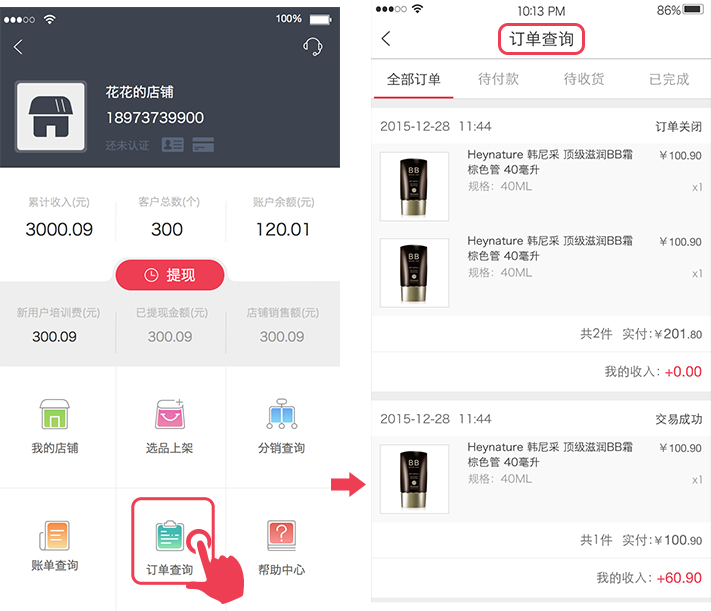 100%
花花的店铺
18973739900
还未认证
累计收入(元) 客户总数(个) 账户余额(元)
3000.09 300 120.01
提现
新用户培训费(元) 已提现金额(元) 店铺销售额(元)
300.09 300.09 300.09
我的店铺 选品上架 分销查询
账单查询 订单查询 帮助中心
10:13 PM 86%
订单查询
全部订单 待付款 待收货 已完成
2015-12-28 11:44 订单关闭
Heynature 韩尼采 顶级滋润BB霜 ￥100.90
棕色管 40毫升
规格：40ML x1
BB
Heynature 韩尼采 顶级滋润BB霜 ￥100.90
棕色管 40毫升
规格：40ML x1
BB
共2件 实付:￥201.80
我的收入: +0.00
2015-12-28 11:44 交易成功
Heynature 韩尼采 顶级滋润BB霜 ￥100.90
棕色管 40毫升
规格：40ML x1
BB
共1件 实付:￥100.90
我的收入: +60.90